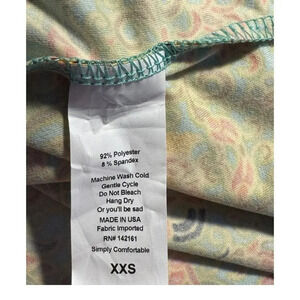 92% Polyester
8 % Spandex
Machine Wash Cold
Gentle Cycle
Do Not Bleach
Hang Dry
Or you'll be sad
MADE IN USA
Fabric Imported
RN# 142161
Simply Comfortable
XXS